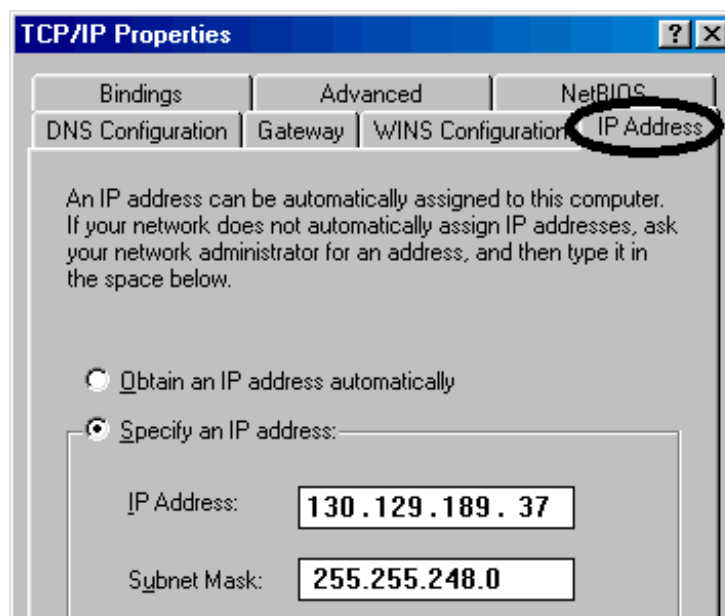 TCP/IP Properties
? X
Bindings Advanced NetBIOS
DNS Configuration Gateway WINS Configuration IP Address
An IP address can be automatically assigned to this computer.
If your network does not automatically assign IP addresses, ask
your network administrator for an address, and then type it in
the space below.
Obtain an IP address automatically
Specify an IP address:
IP Address: 130.129.189. 37
Subnet Mask: 255.255.248.0